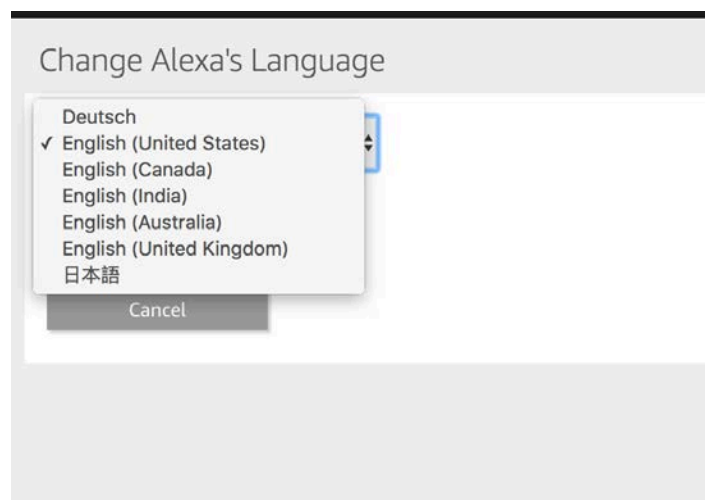 Change Alexa's Language
Deutsch
✓ English (United States)
English (Canada)
English (India)
English (Australia)
English (United Kingdom)
日本語
Cancel